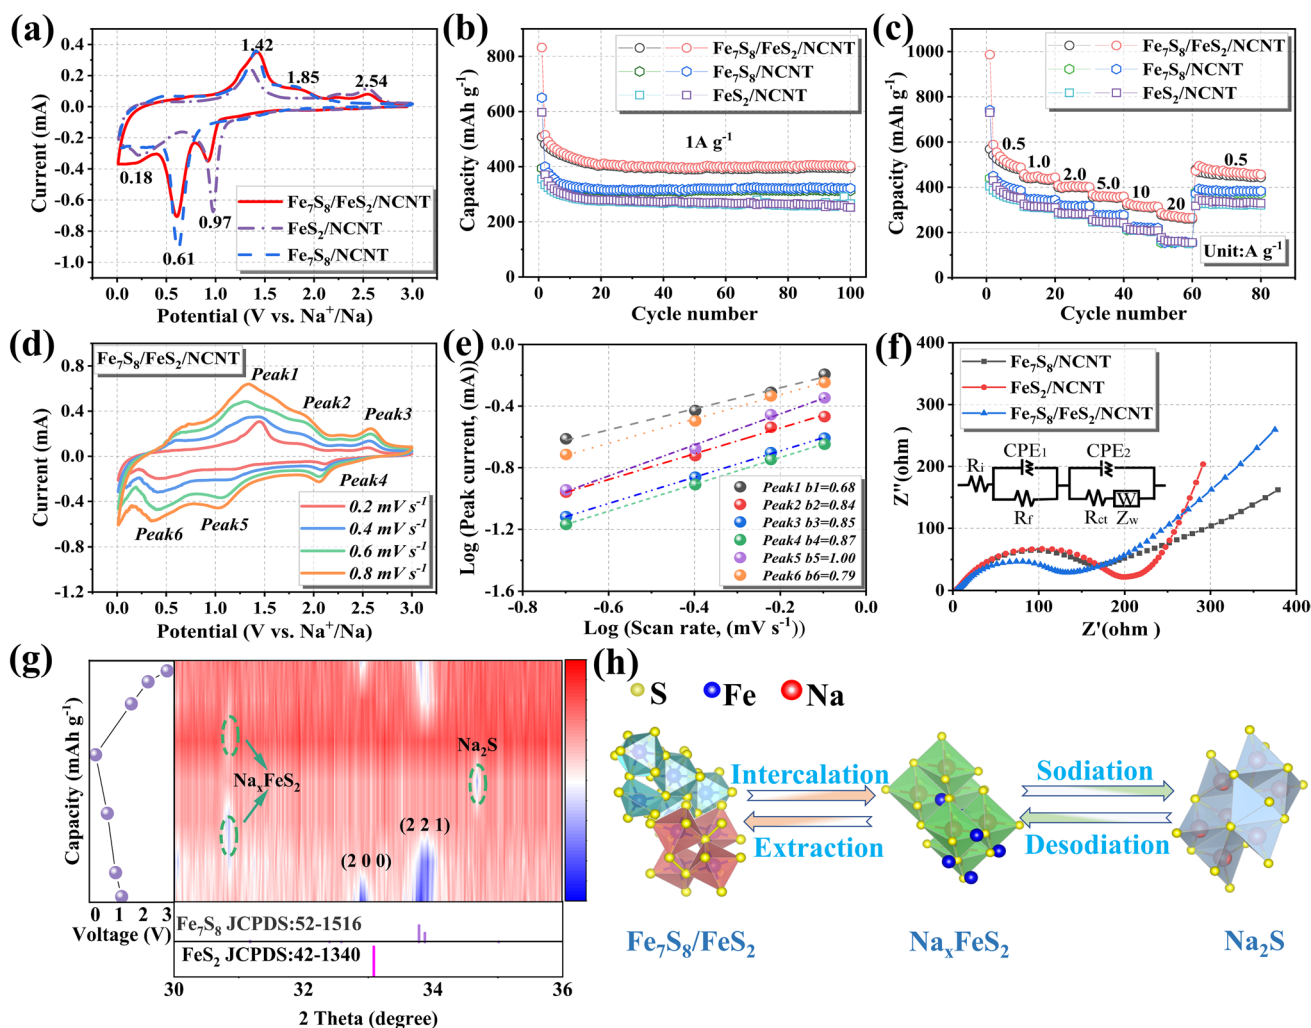 (a)
0.4
0.2
0.0
-0.2
-0.4
-0.6
-0.8
-1.0
Current (mA)
1.42
1.85
2.54
0.18
0.97
0.61
Fe₇S₈/FeS₂/NCNT
FeS₂/NCNT
Fe₇S₈/NCNT
0.0 0.5 1.0 1.5 2.0 2.5 3.0
Potential (V vs. Na⁺/Na)
(b)
800
600
400
200
0
Capacity (mAh g⁻¹)
Fe₇S₈/FeS₂/NCNT
Fe₇S₈/NCNT
FeS₂/NCNT
1A g⁻¹
0 20 40 60 80 100
Cycle number
(c)
1000
800
600
400
200
0
Capacity (mAh g⁻¹)
Fe₇S₈/FeS₂/NCNT
Fe₇S₈/NCNT
FeS₂/NCNT
0.5
1.0
2.0
5.0
10
20
0.5
Unit:A g⁻¹
0 20 40 60 80
Cycle number
(d)
Fe₇S₈/FeS₂/NCNT
0.8
0.4
0.0
-0.4
-0.8
-1.2
Current (mA)
Peak1
Peak2
Peak3
Peak4
Peak5
Peak6
0.2 mV s⁻¹
0.4 mV s⁻¹
0.6 mV s⁻¹
0.8 mV s⁻¹
0.0 0.5 1.0 1.5 2.0 2.5 3.0
Potential (V vs. Na⁺/Na)
(e)
0.0
-0.4
-0.8
-1.2
-1.6
Log (Peak current, (mA))
Peak1 b1=0.68
Peak2 b2=0.84
Peak3 b3=0.85
Peak4 b4=0.87
Peak5 b5=1.00
Peak6 b6=0.79
-0.8 -0.6 -0.4 -0.2 0.0
Log (Scan rate, (mV s⁻¹))
(f)
400
300
250
200
150
100
50
0
Z''(ohm )
Fe₇S₈/NCNT
FeS₂/NCNT
Fe₇S₈/FeS₂/NCNT
Rᵢ
CPE₁
CPE₂
R_f
R_ct
W
Z_w
0 100 200 300 400
Z'(ohm )
(g)
Capacity (mAh g⁻¹)
0 1 2 3
Voltage (V)
NaₓFeS₂
Na₂S
(2 0 0)
(2 2 1)
Fe₇S₈ JCPDS:52-1516
FeS₂ JCPDS:42-1340
30 32 34 36
2 Theta (degree)
(h)
S Fe Na
Intercalation
Extraction
Sodiation
Desodiation
Fe₇S₈/FeS₂
NaₓFeS₂
Na₂S